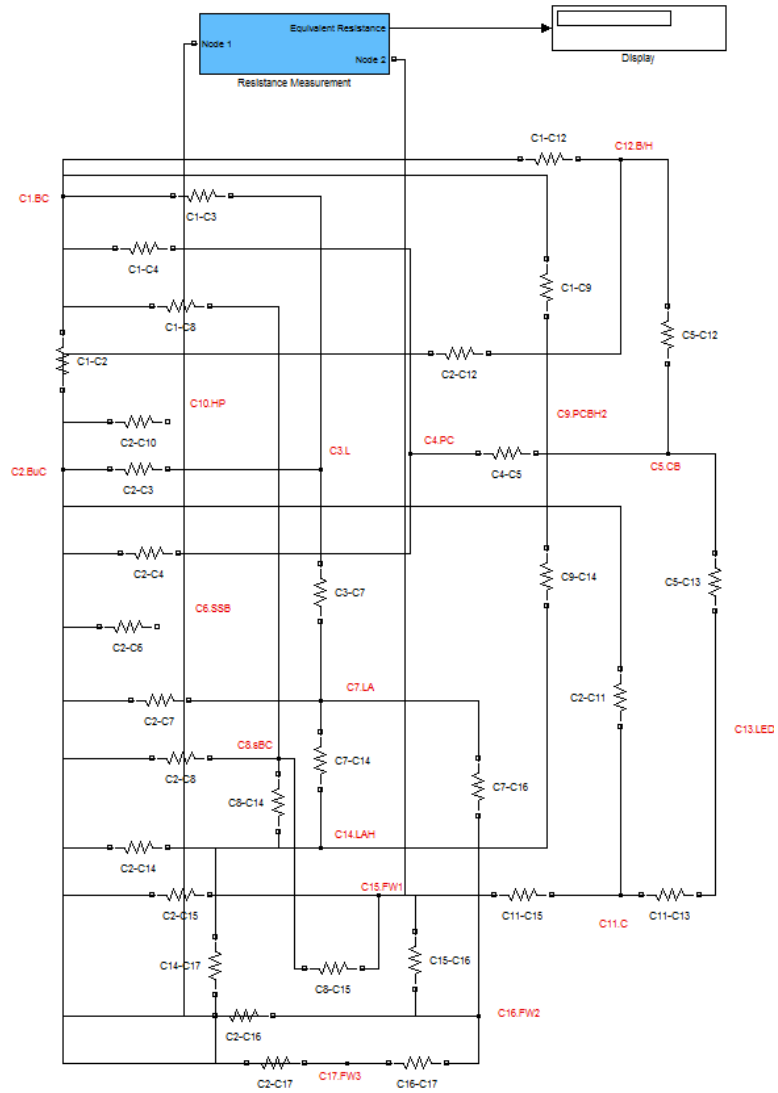 Equivalent Resistance
Node 1
Node 2
Resistance Measurement
Display
C1-C12
C12.B/H
C1.BC
C1-C3
C1-C4
C1-C9
C1-C8
C5-C12
C1-C2
C2-C12
C10.HP
C9.PCBH2
C2-C10
C3.L
C4.PC
C2.BuC
C2-C3
C4-C5
C5.CB
C2-C4
C3-C7
C9-C14
C5-C13
C6.SSB
C2-C6
C7.LA
C2-C7
C2-C11
C13.LED
C8.sBC
C2-C8
C7-C14
C7-C16
C8-C14
C14.LAH
C2-C14
C15.FW1
C2-C15
C11-C15
C11.C
C11-C13
C14-C17
C8-C15
C15-C16
C16.FW2
C2-C16
C17.FW3
C2-C17
C16-C17